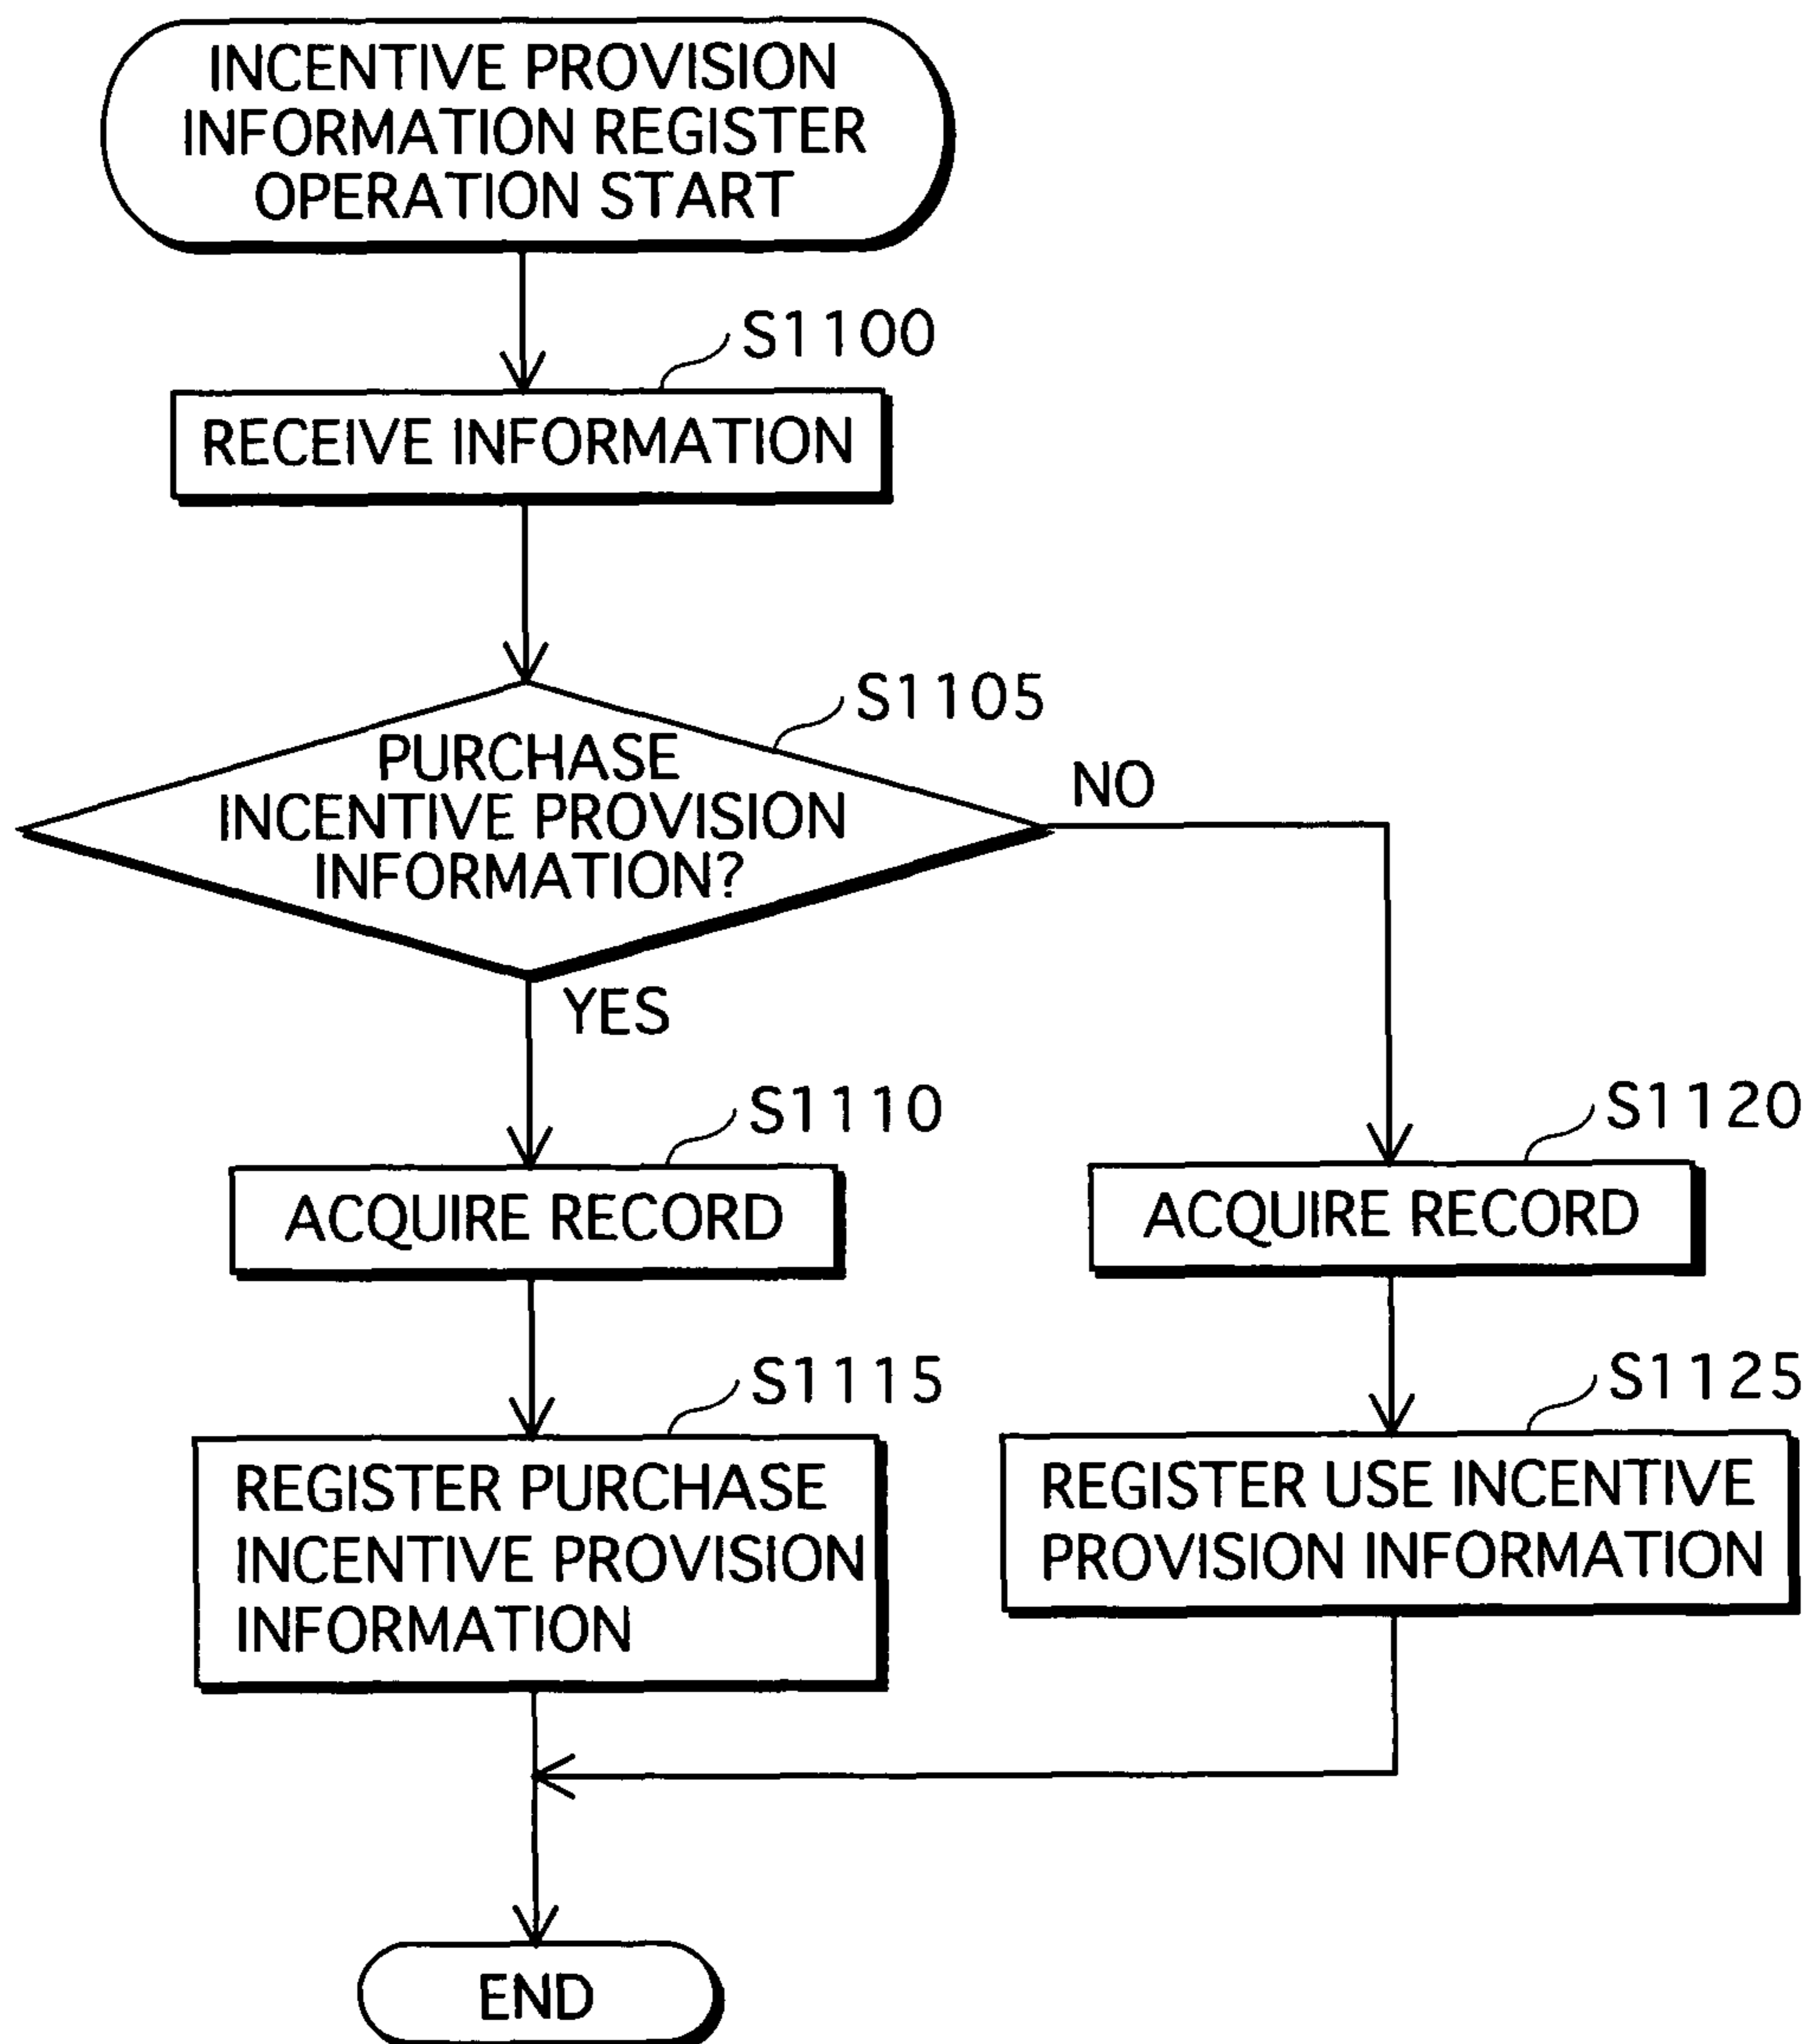 INCENTIVE PROVISION
INFORMATION REGISTER
OPERATION START
S1100
RECEIVE INFORMATION
S1105
PURCHASE
INCENTIVE PROVISION
INFORMATION?
NO
YES
S1110
ACQUIRE RECORD
S1120
ACQUIRE RECORD
S1115
REGISTER PURCHASE
INCENTIVE PROVISION
INFORMATION
S1125
REGISTER USE INCENTIVE
PROVISION INFORMATION
END